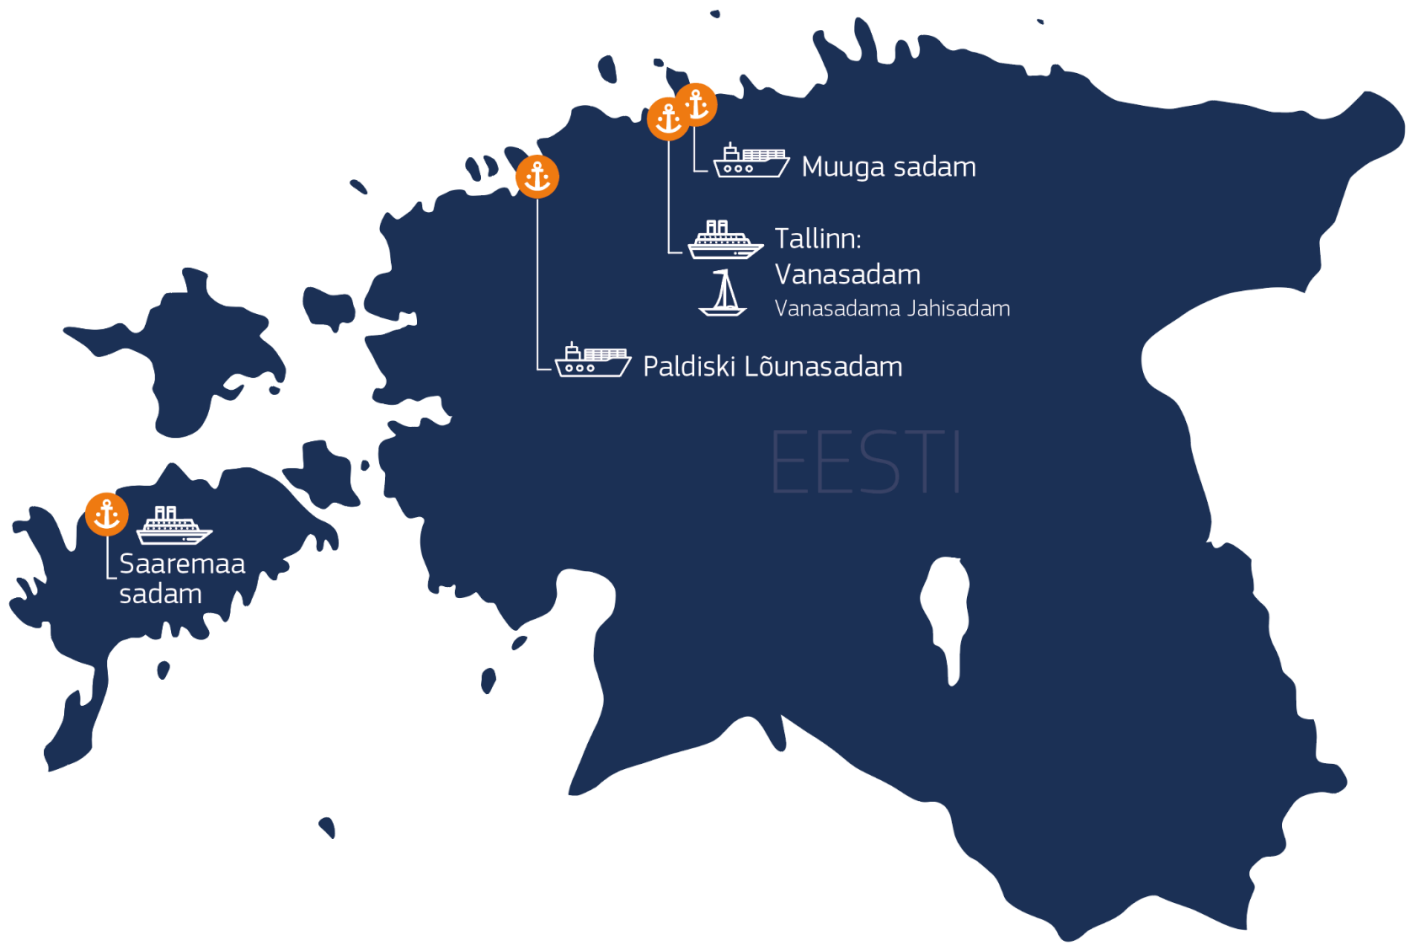 Muuga sadam
Tallinn:
Vanasadam
Vanasadama Jahisadam
Paldiski Lõunasadam
EESTI
Saaremaa
sadam